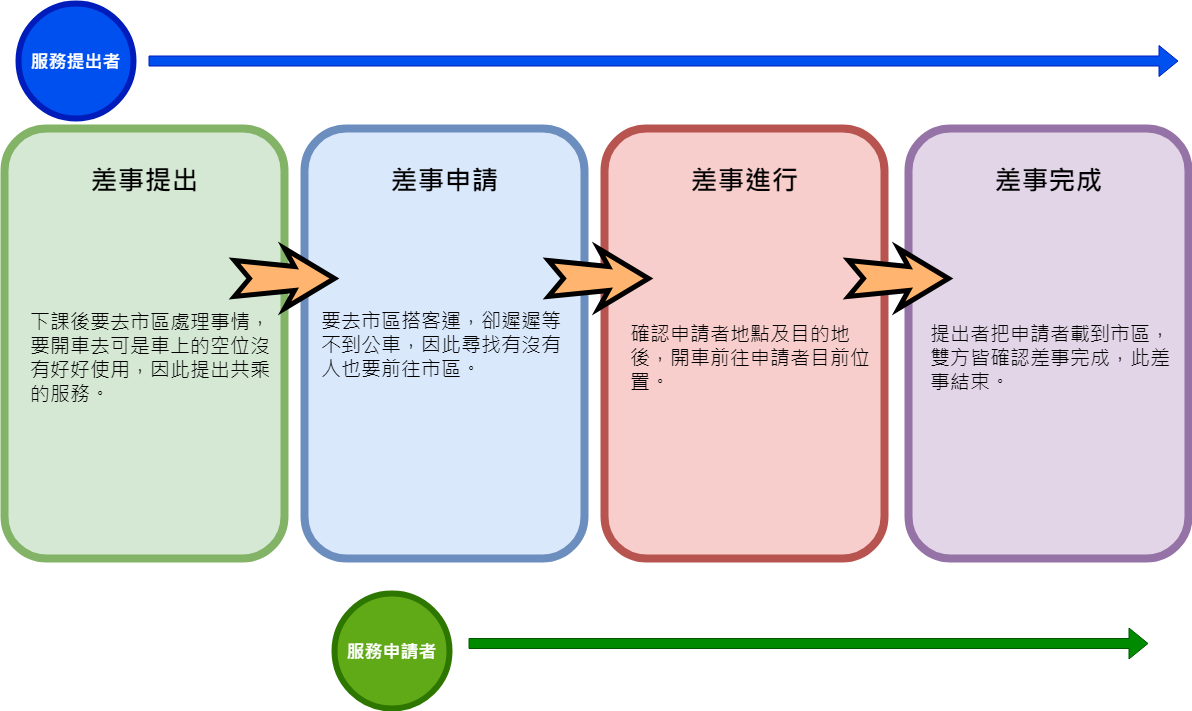 服務提出者
差事提出
下課後要去市區處理事情，
要開車去可是車上的空位沒
有好好使用，因此提出共乘
的服務。
差事申請
要去市區搭客運，卻遲遲等
不到公車，因此尋找有沒有
人也要前往市區。
差事進行
確認申請者地點及目的地
後，開車前往申請者目前位
置。
差事完成
提出者把申請者載到市區，
雙方皆確認差事完成，此差
事結束。
服務申請者